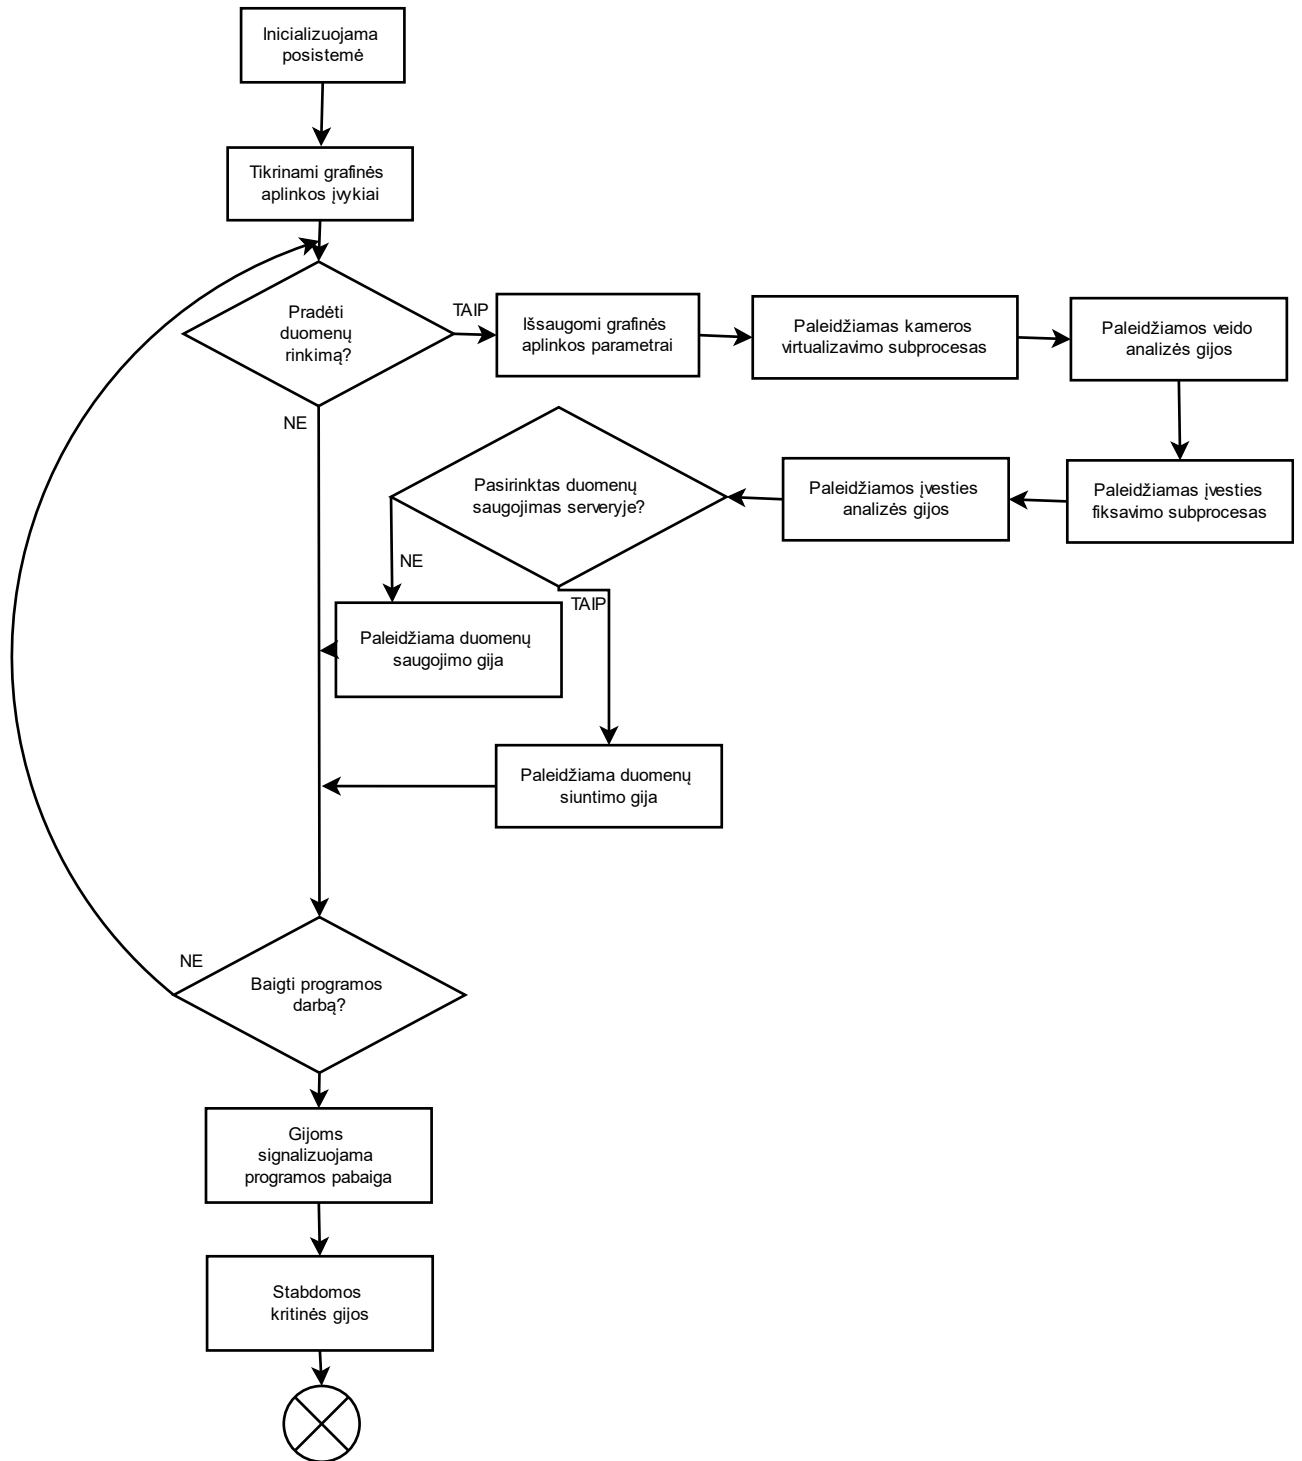 Inicializuojama
posistemė
Tikrinami grafinės
aplinkos įvykiai
Pradėti
duomenų
rinkimą?
TAIP
Išsaugomi grafinės
aplinkos parametrai
Paleidžiamas kameros
virtualizavimo subprocesas
Paleidžiamos veido
analizės gijos
NE
Paleidžiamas įvesties
fiksavimo subprocesas
Paleidžiamos įvesties
analizės gijos
Pasirinktas duomenų
saugojimas serveryje?
NE
TAIP
Paleidžiama duomenų
saugojimo gija
Paleidžiama duomenų
siuntimo gija
NE
Baigti programos
darbą?
Gijoms
signalizuojama
programos pabaiga
Stabdomos
kritinės gijos